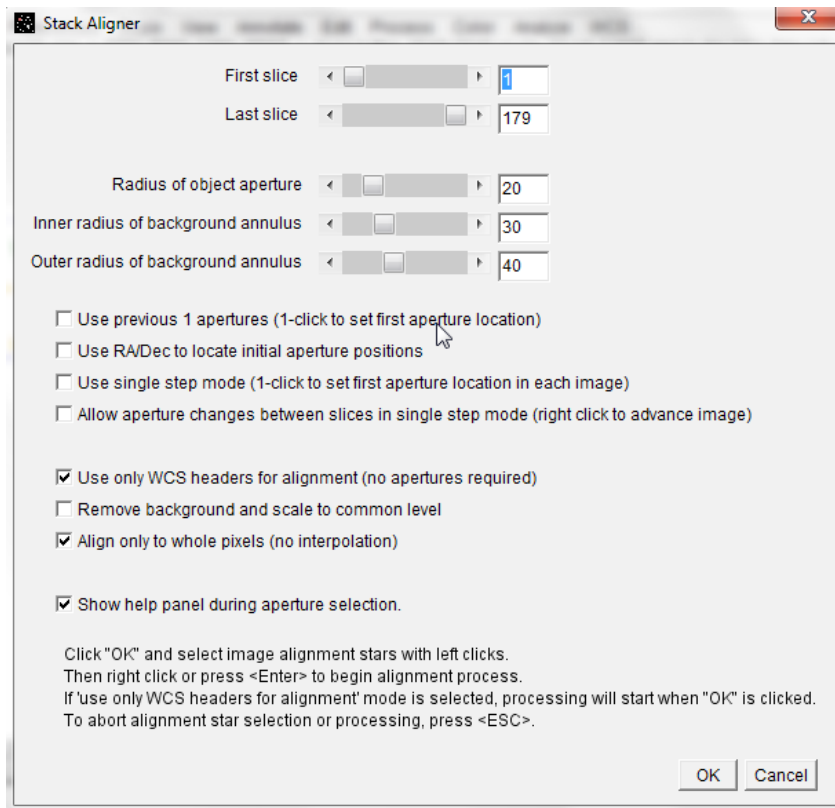 Stack Aligner
View Annotate Edit Process Color Analyze WCS
First slice 1
Last slice 179
Radius of object aperture 20
Inner radius of background annulus 30
Outer radius of background annulus 40
Use previous 1 apertures (1-click to set first aperture location)
Use RA/Dec to locate initial aperture positions
Use single step mode (1-click to set first aperture location in each image)
Allow aperture changes between slices in single step mode (right click to advance image)
Use only WCS headers for alignment (no apertures required)
Remove background and scale to common level
Align only to whole pixels (no interpolation)
Show help panel during aperture selection.
Click "OK" and select image alignment stars with left clicks.
Then right click or press <Enter> to begin alignment process.
If 'use only WCS headers for alignment' mode is selected, processing will start when "OK" is clicked.
To abort alignment star selection or processing, press <ESC>.
OK Cancel